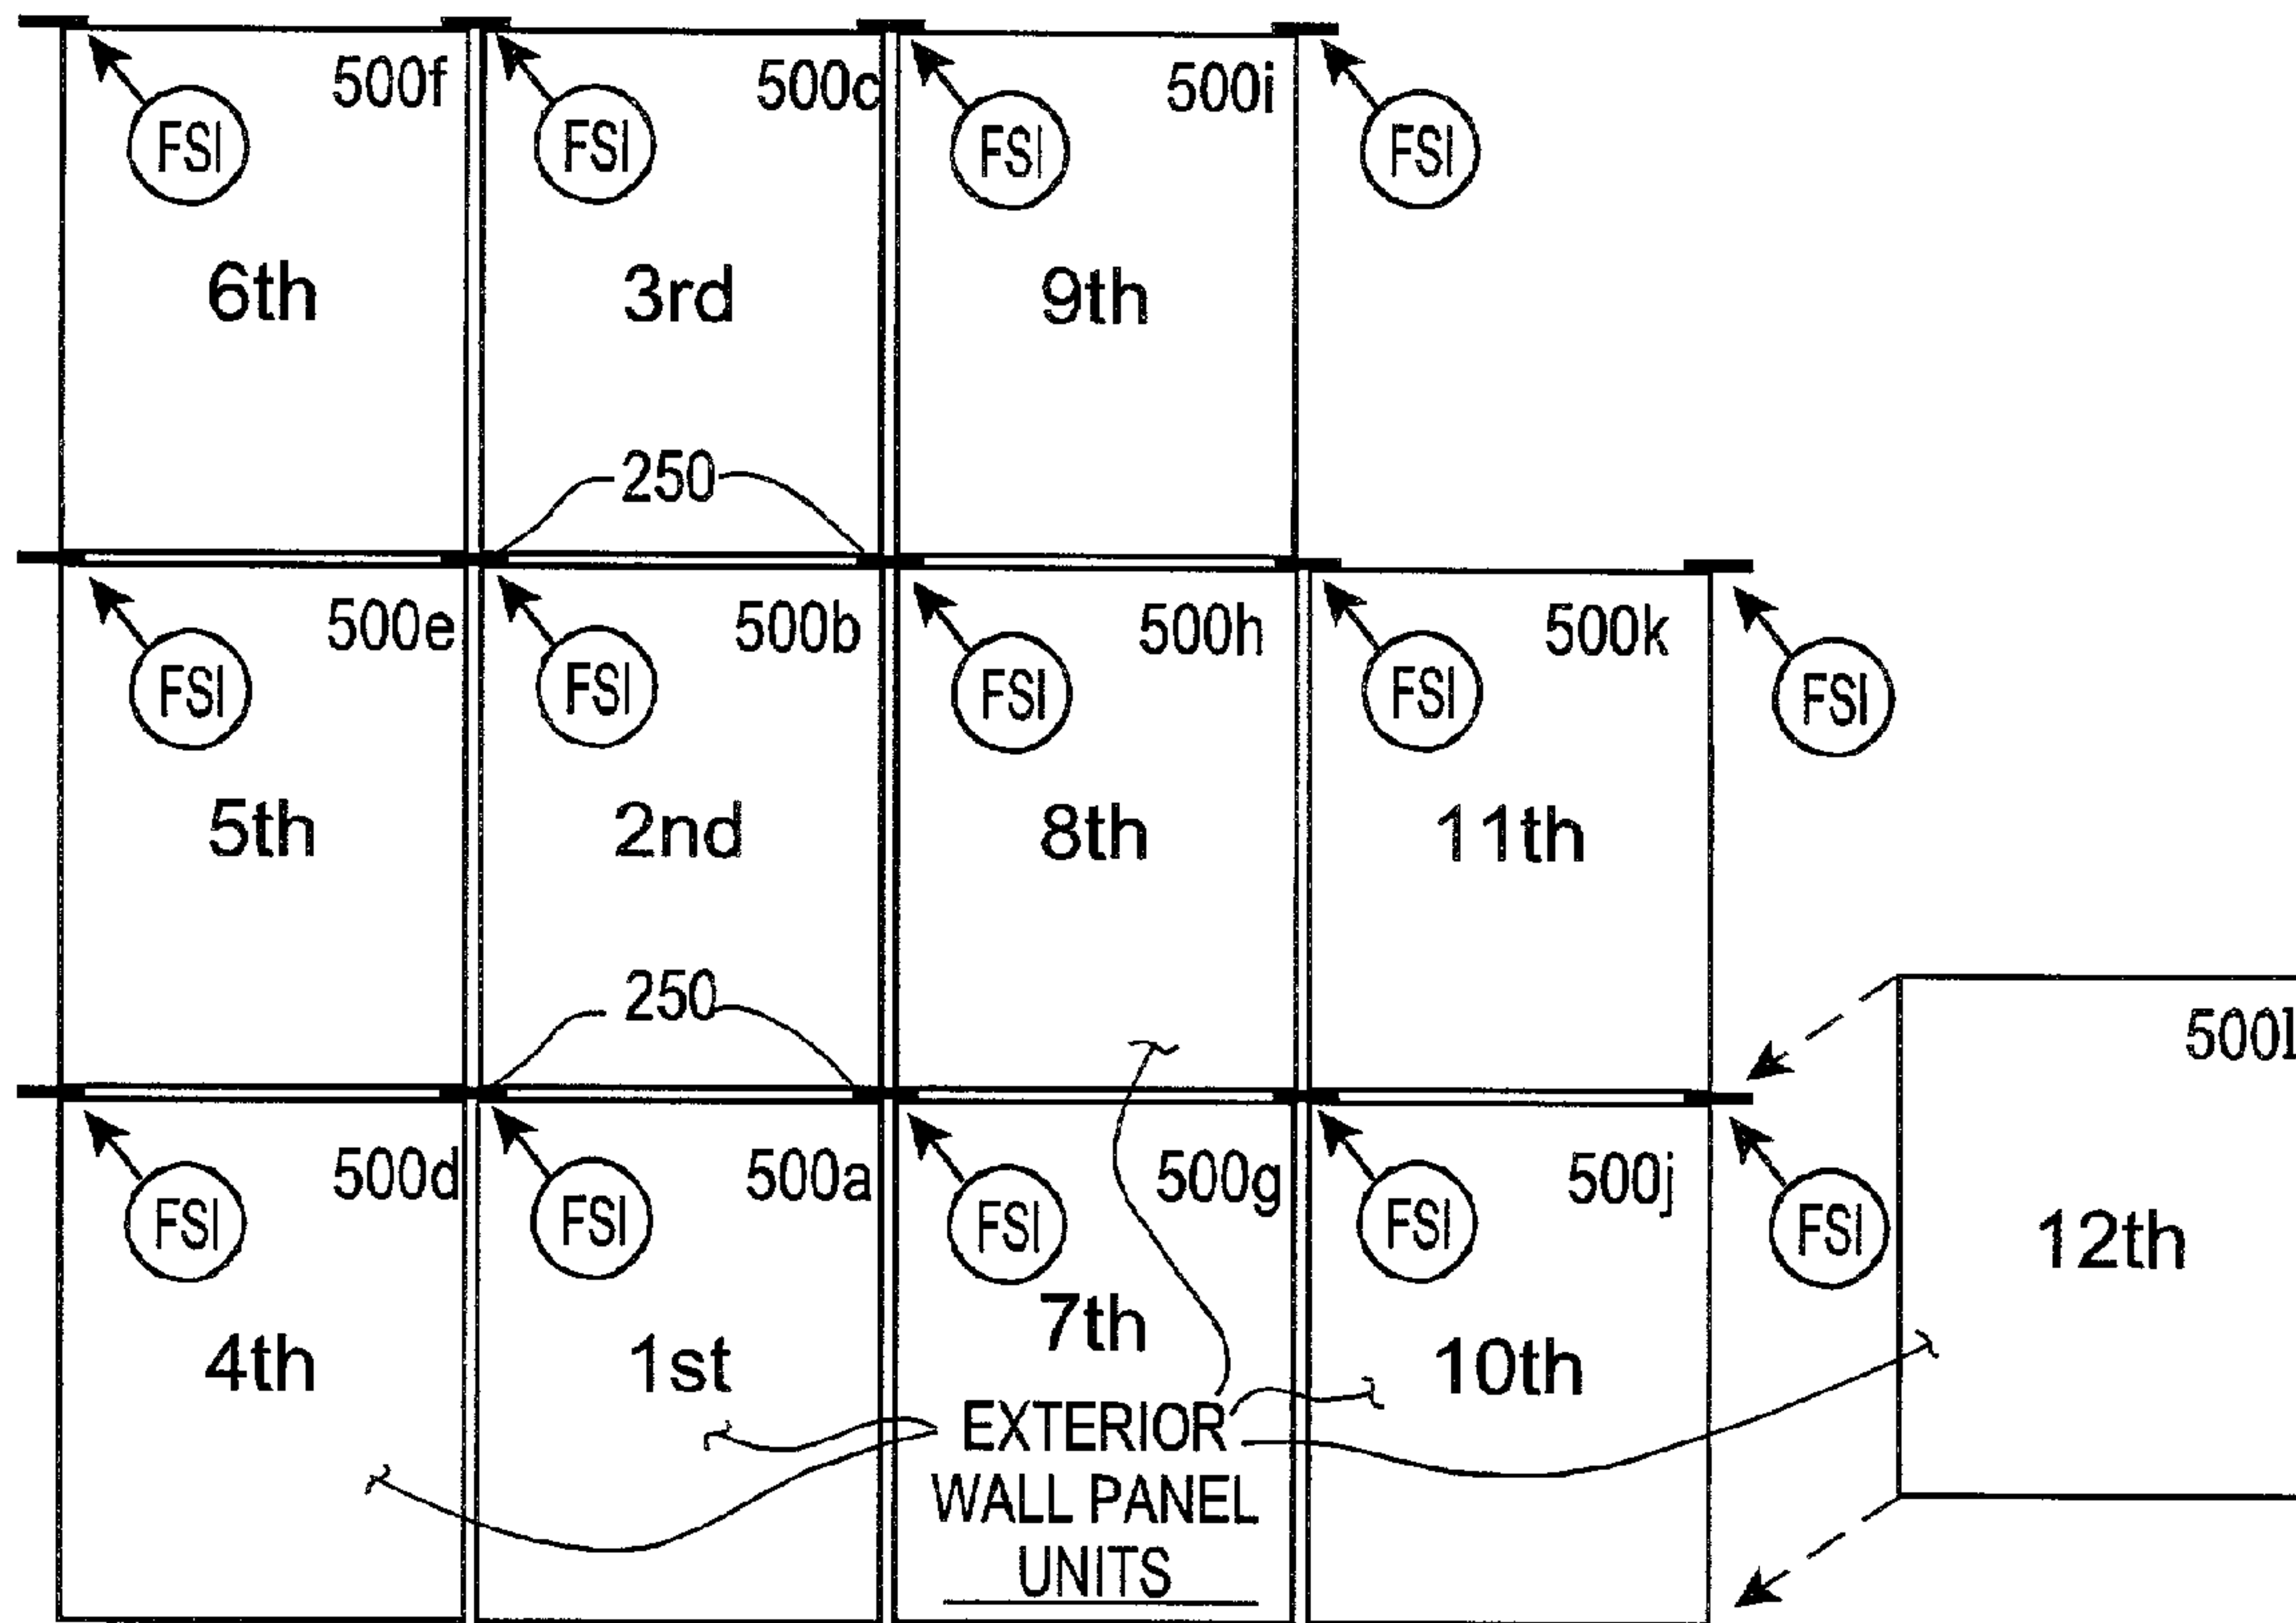 500f
500c
500i
FSI
FSI
FSI
FSI
6th
3rd
9th
250
500e
500b
500h
500k
FSI
FSI
FSI
FSI
FSI
5th
2nd
8th
11th
250
500l
500d
500a
500g
500j
FSI
FSI
FSI
FSI
FSI
12th
4th
1st
7th
10th
EXTERIOR
WALL PANEL
UNITS